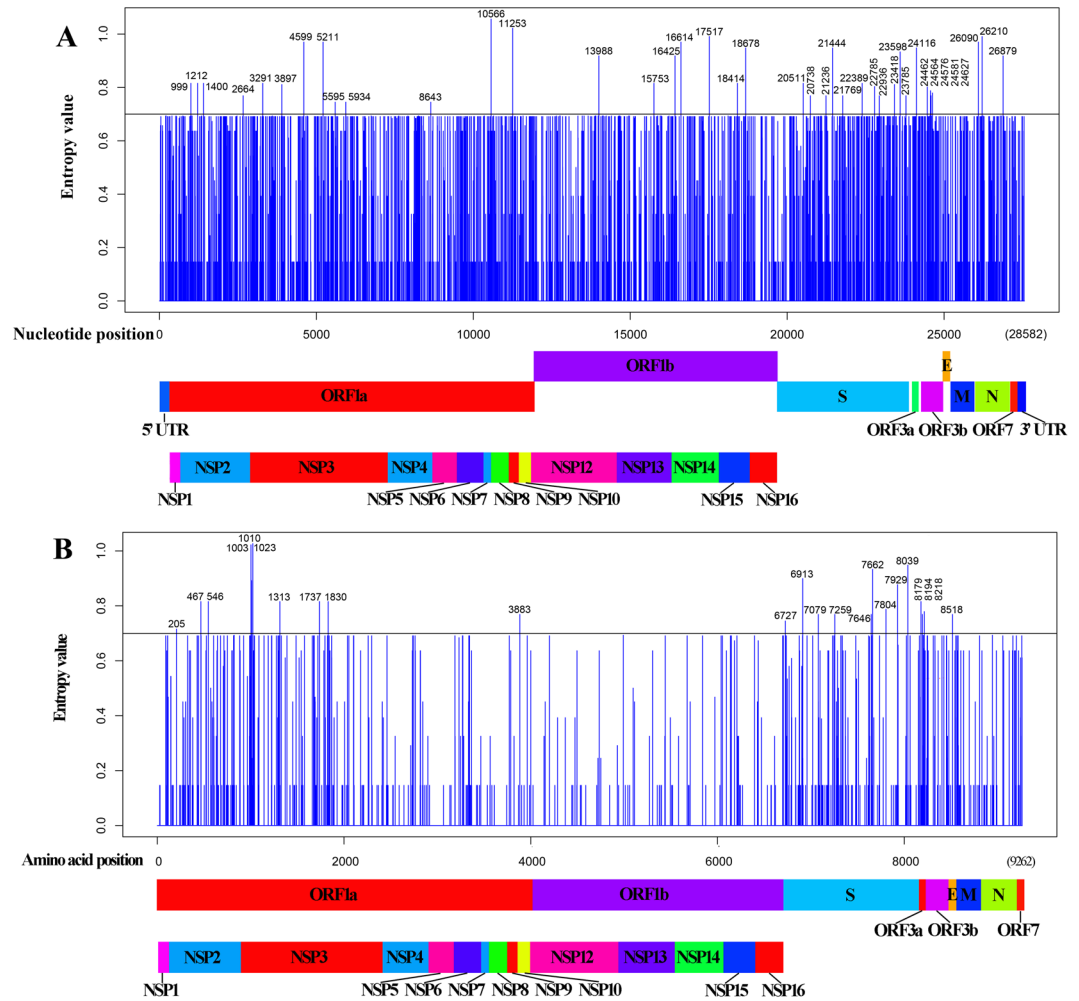 A
Entropy value
1.0
0.8
0.6
0.4
0.2
0.0
999
1212
1400
2664
3291
3897
4599
5211
5595
5934
8643
10566
11253
13988
15753
16425
16614
17517
18414
18678
20511
20738
21236
21444
21769
22389
22785
22936
23418
23598
23785
24116
24462
24564
24576
24581
24627
26090
26210
26879
Nucleotide position
0
5000
10000
15000
20000
25000
(28582)
5' UTR
ORF1a
ORF1b
S
ORF3a
ORF3b
E
M
N
ORF7
3' UTR
NSP1
NSP2
NSP3
NSP4
NSP5
NSP6
NSP7
NSP8
NSP9
NSP10
NSP12
NSP13
NSP14
NSP15
NSP16
B
Entropy value
1.0
0.8
0.6
0.4
0.2
0.0
205
467
546
1003
1010
1023
1313
1737
1830
3883
6727
6913
7079
7259
7646
7662
7804
7929
8039
8179
8194
8218
8518
Amino acid position
0
2000
4000
6000
8000
(9262)
ORF1a
ORF1b
S
ORF3a
ORF3b
E
M
N
ORF7
NSP1
NSP2
NSP3
NSP4
NSP5
NSP6
NSP7
NSP8
NSP9
NSP10
NSP12
NSP13
NSP14
NSP15
NSP16